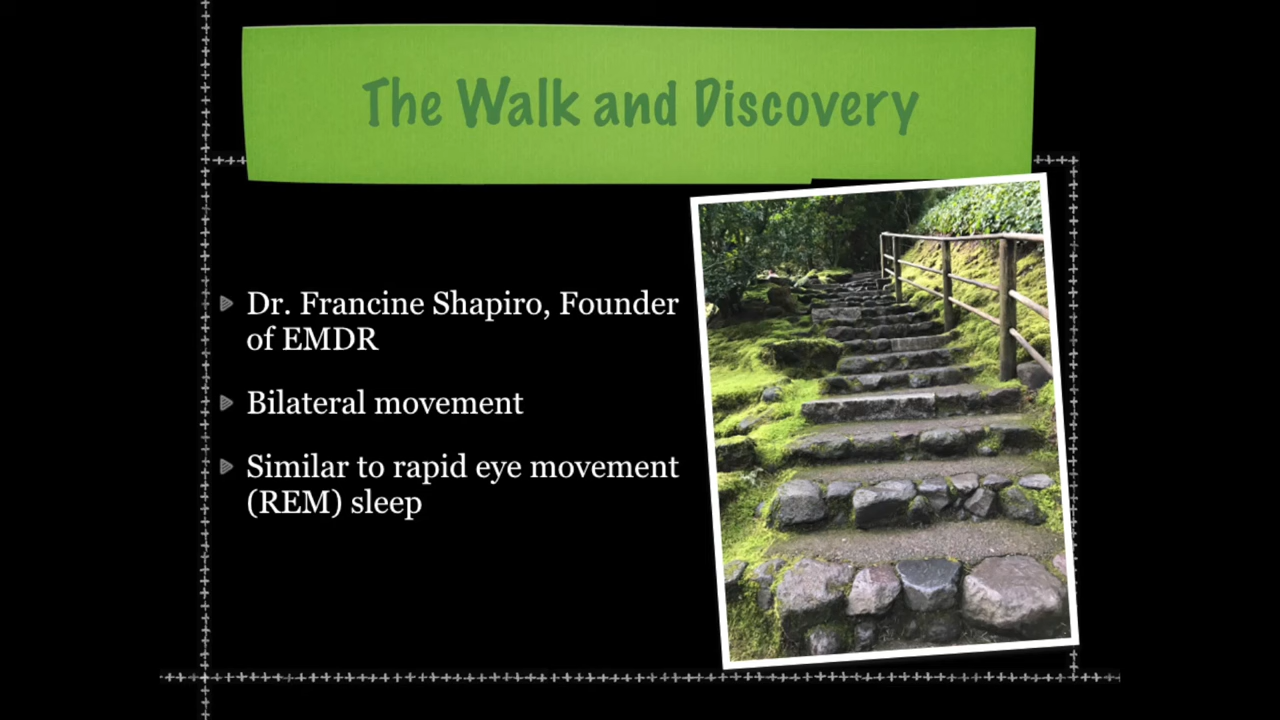 The Walk and Discovery
Dr. Francine Shapiro, Founder
of EMDR
Bilateral movement
Similar to rapid eye movement
(REM) sleep